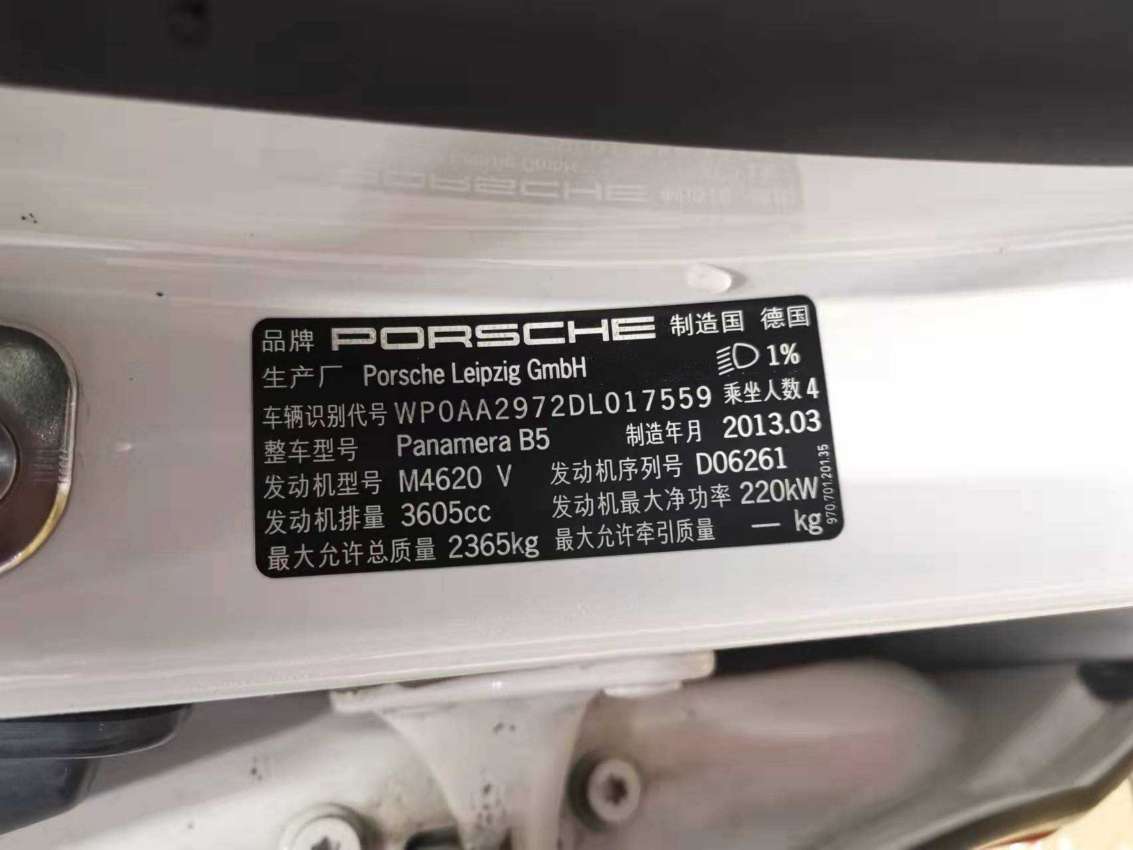 品牌 PORSCHE 制造国 德国
生产厂 Porsche Leipzig GmbH 1%
车辆识别代号 WP0AA2972DL017559 乘坐人数 4
整车型号 Panamera B5 制造年月 2013.03
发动机型号 M4620 V 发动机序列号 D06261
发动机排量 3605cc 发动机最大净功率 220kW
最大允许总质量 2365kg 最大允许牵引质量 — kg
970.701.201.35